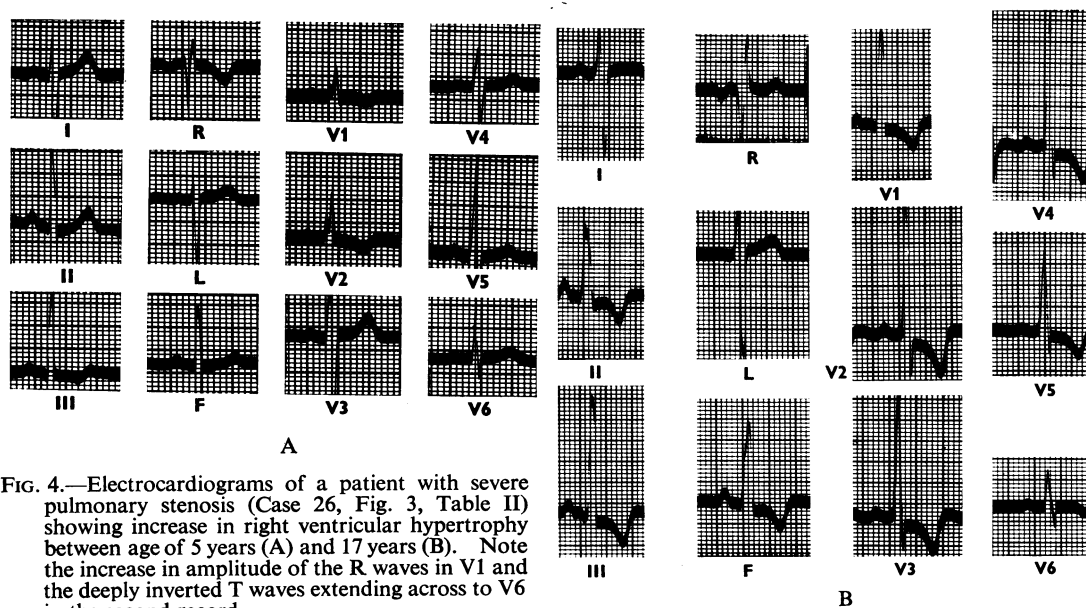 I R V1 V4
II L V2 V5
III F V3 V6
A
FIG. 4.—Electrocardiograms of a patient with severe
pulmonary stenosis (Case 26, Fig. 3, Table II)
showing increase in right ventricular hypertrophy
between age of 5 years (A) and 17 years (B). Note
the increase in amplitude of the R waves in V1 and
the deeply inverted T waves extending across to V6
I R V1 V4
II L V2 V5
III F V3 V6
B